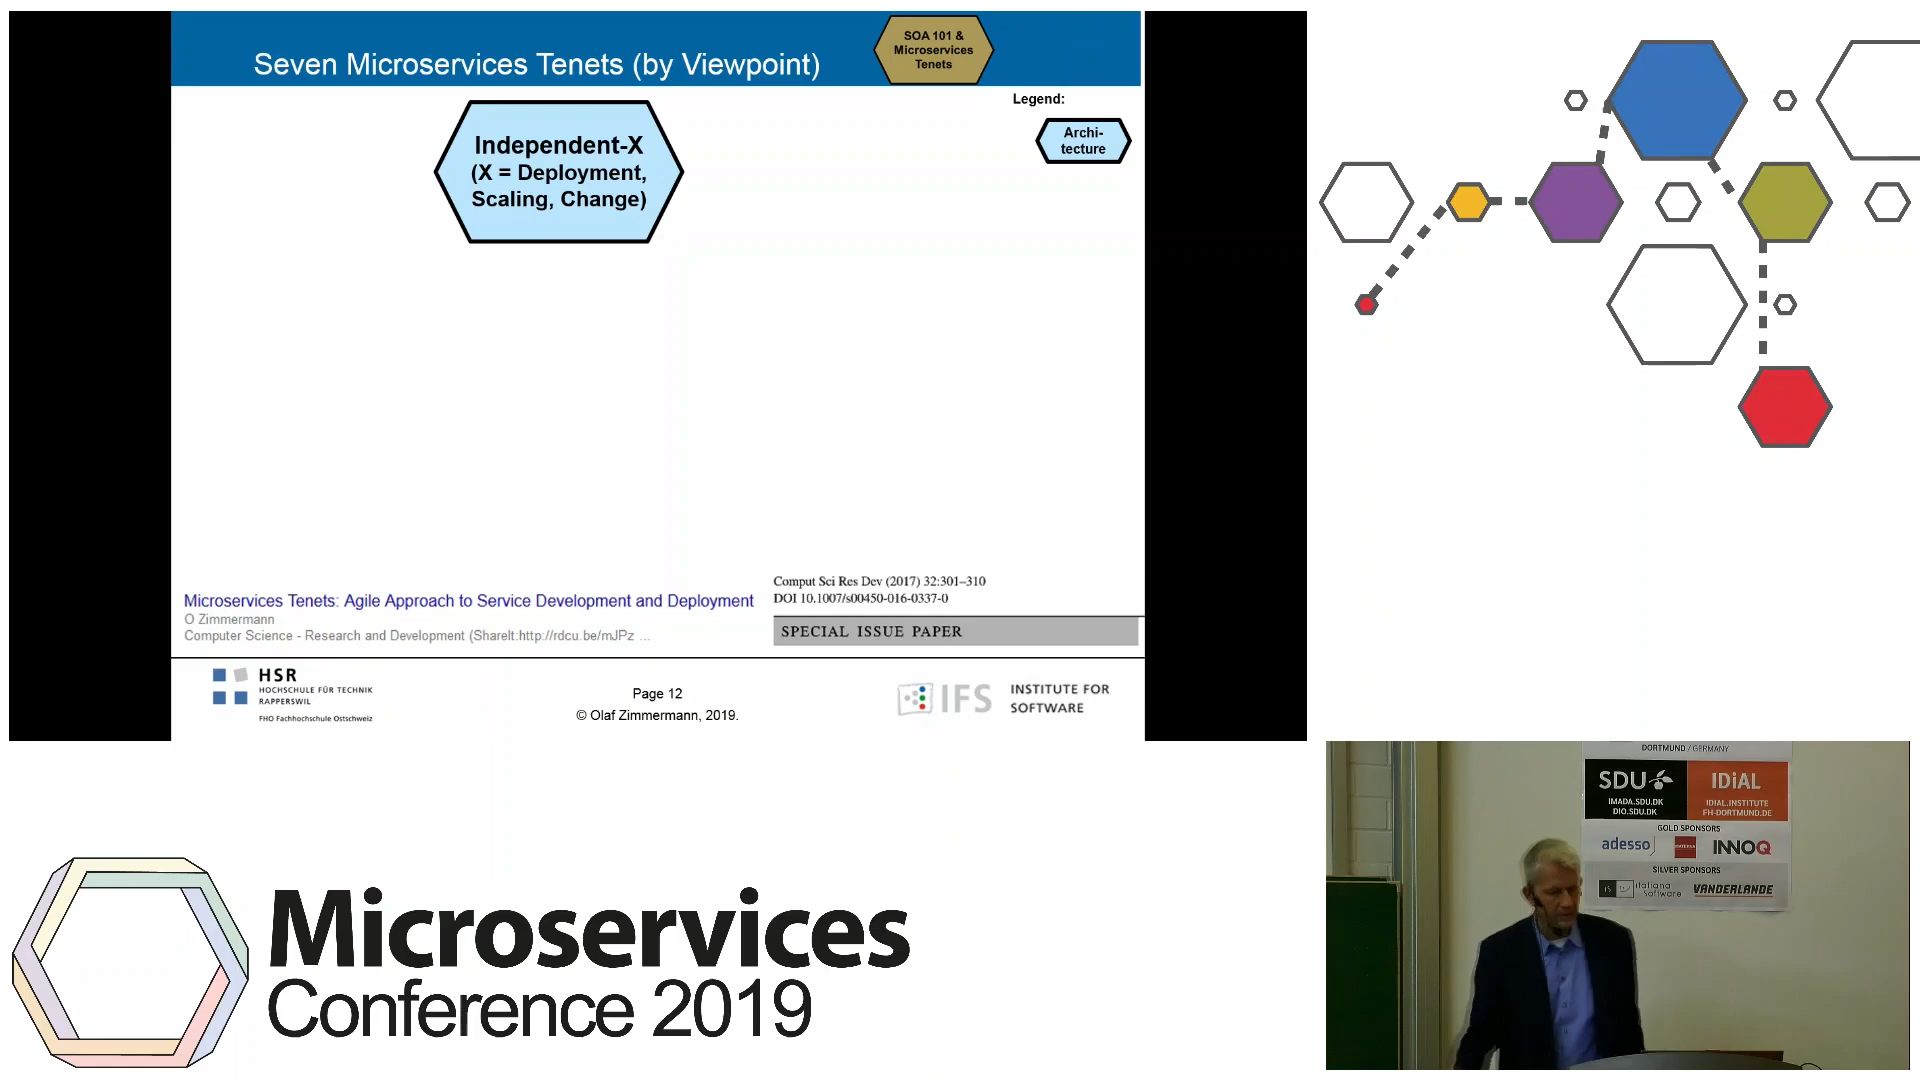 Seven Microservices Tenets (by Viewpoint)
SOA 101 &
Microservices
Tenets
Legend:
Archi-
tecture
Independent-X
(X = Deployment,
Scaling, Change)
Microservices Tenets: Agile Approach to Service Development and Deployment
O Zimmermann
Computer Science - Research and Development (ShareIt:http://rdcu.be/mJPz ...
Comput Sci Res Dev (2017) 32:301–310
DOI 10.1007/s00450-016-0337-0
SPECIAL ISSUE PAPER
HSR
HOCHSCHULE FÜR TECHNIK
RAPPERSWIL
FHO Fachhochschule Ostschweiz
Page 12
© Olaf Zimmermann, 2019.
IFS
INSTITUTE FOR
SOFTWARE
Microservices
Conference 2019
DORTMUND / GERMANY
SDU
IMADA.SDU.DK
DIO.SDU.DK
IDiAL
IDIAL.INSTITUTE
FH-DORTMUND.DE
GOLD SPONSORS
adesso
INNOQ
SILVER SPONSORS
italiana
Software
VANDERLANDE